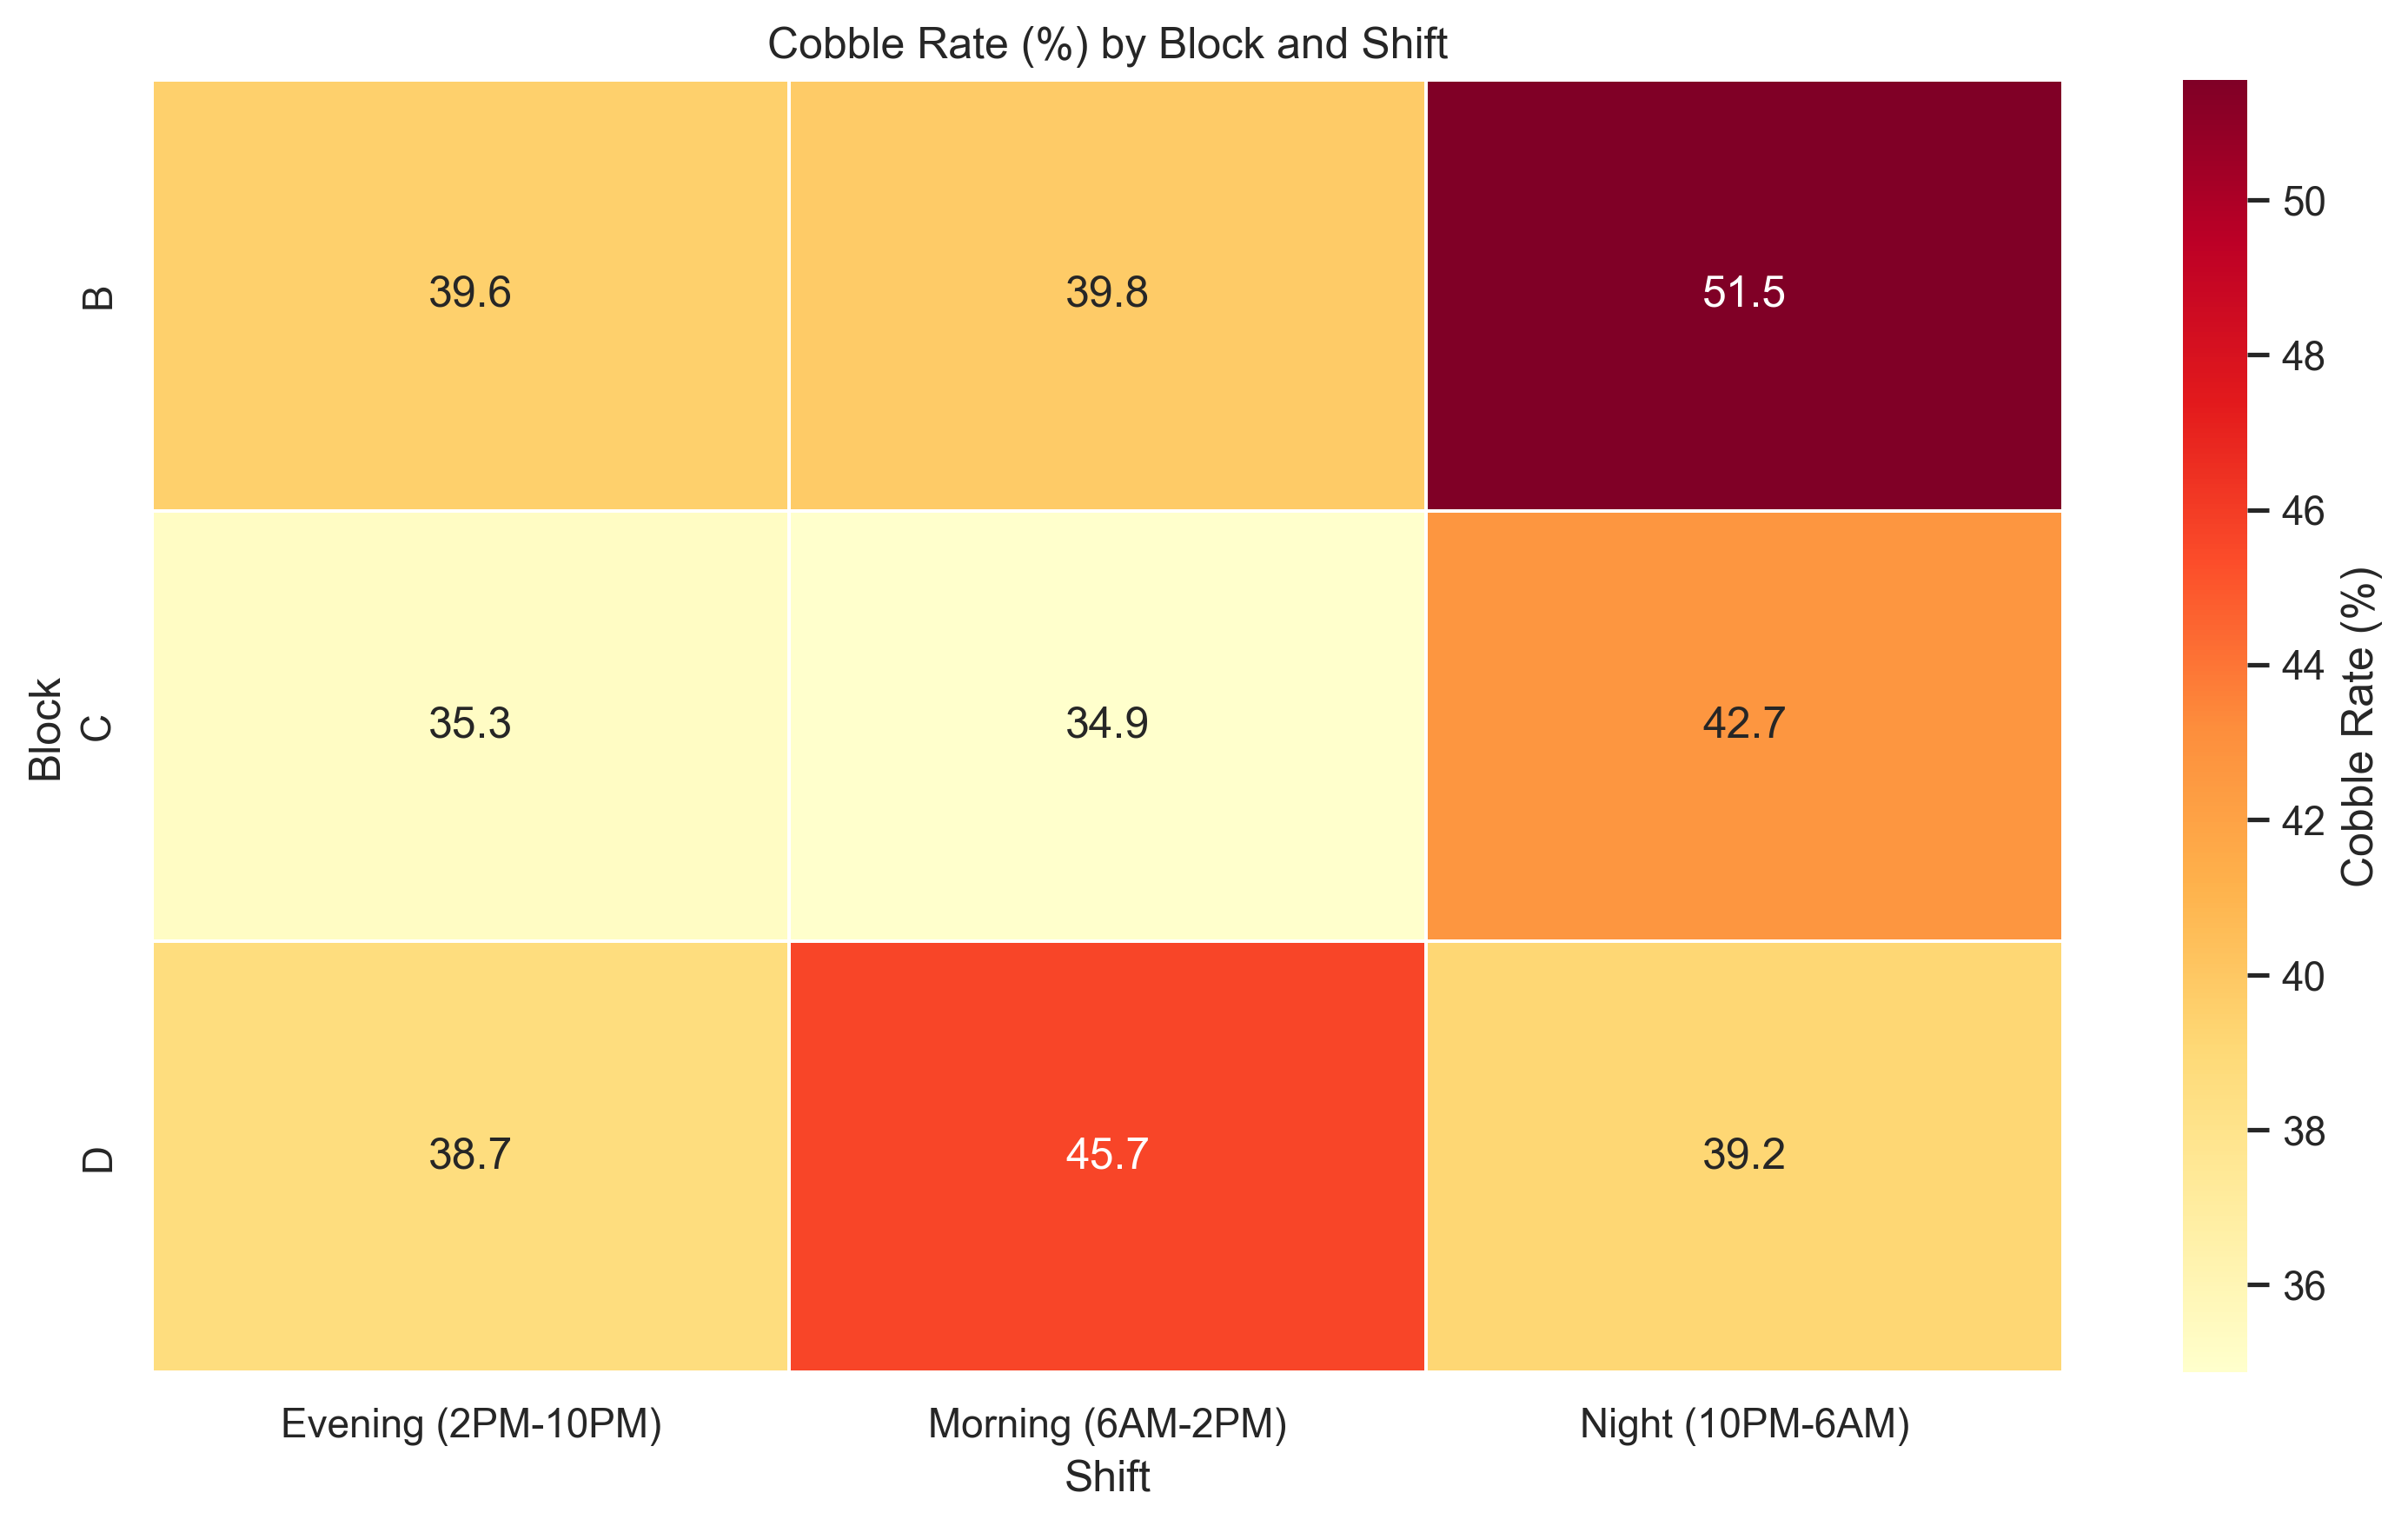 Cobble Rate (%) by Block and Shift
Block
B
39.6 39.8 51.5
C
35.3 34.9 42.7
D
38.7 45.7 39.2
Evening (2PM-10PM) Morning (6AM-2PM) Night (10PM-6AM)
Shift
50
48
46
44
42
40
38
36
Cobble Rate (%)